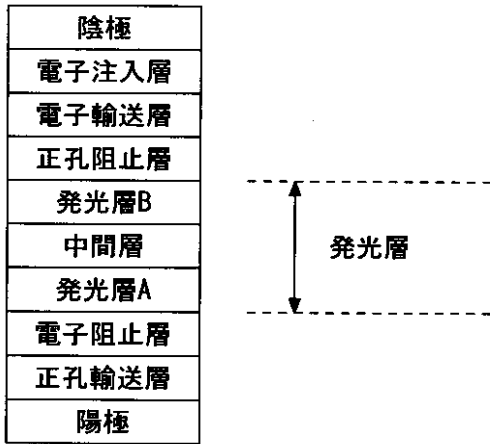 陰極
電子注入層
電子輸送層
正孔阻止層
発光層B
中間層
発光層A
電子阻止層
正孔輸送層
陽極
発光層